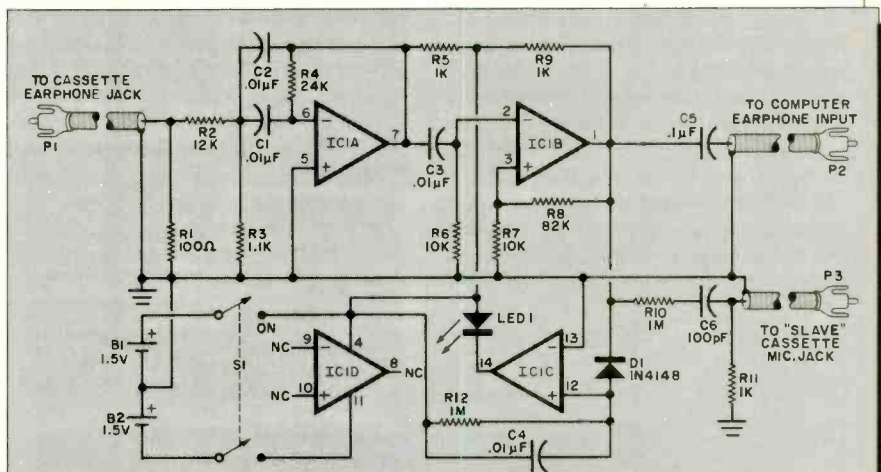 TO CASSETTE
EARPHONE JACK
P1
R2
12K
R1
100Ω
R3
1.1K
C2
.01µF
C1
.01µF
R4
24K
6
5
IC1A
7
R5
1K
C3
.01µF
R6
10K
2
3
IC1B
1
R7
10K
R8
82K
R9
1K
C5
.1µF
TO COMPUTER
EARPHONE INPUT
P2
B1
1.5V
B2
1.5V
S1
ON
NC
9
NC
10
4
IC1D
11
8
NC
LED1
14
IC1C
13
12
R12
1M
C4
.01µF
D1
1N4148
R10
1M
C6
100pF
R11
1K
P3
TO "SLAVE"
CASSETTE
MIC. JACK